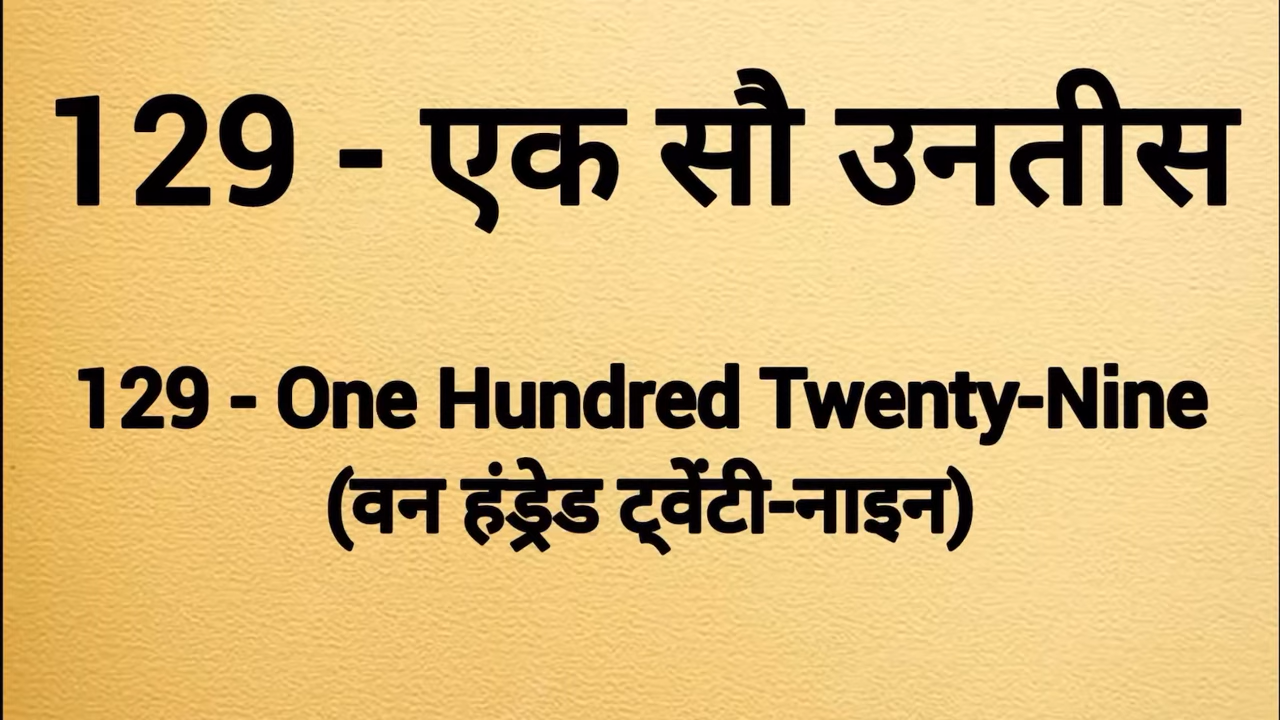 129 - एक सौ उनतीस
129 - One Hundred Twenty-Nine
(वन हंड्रेड ट्वेंटी-नाइन)